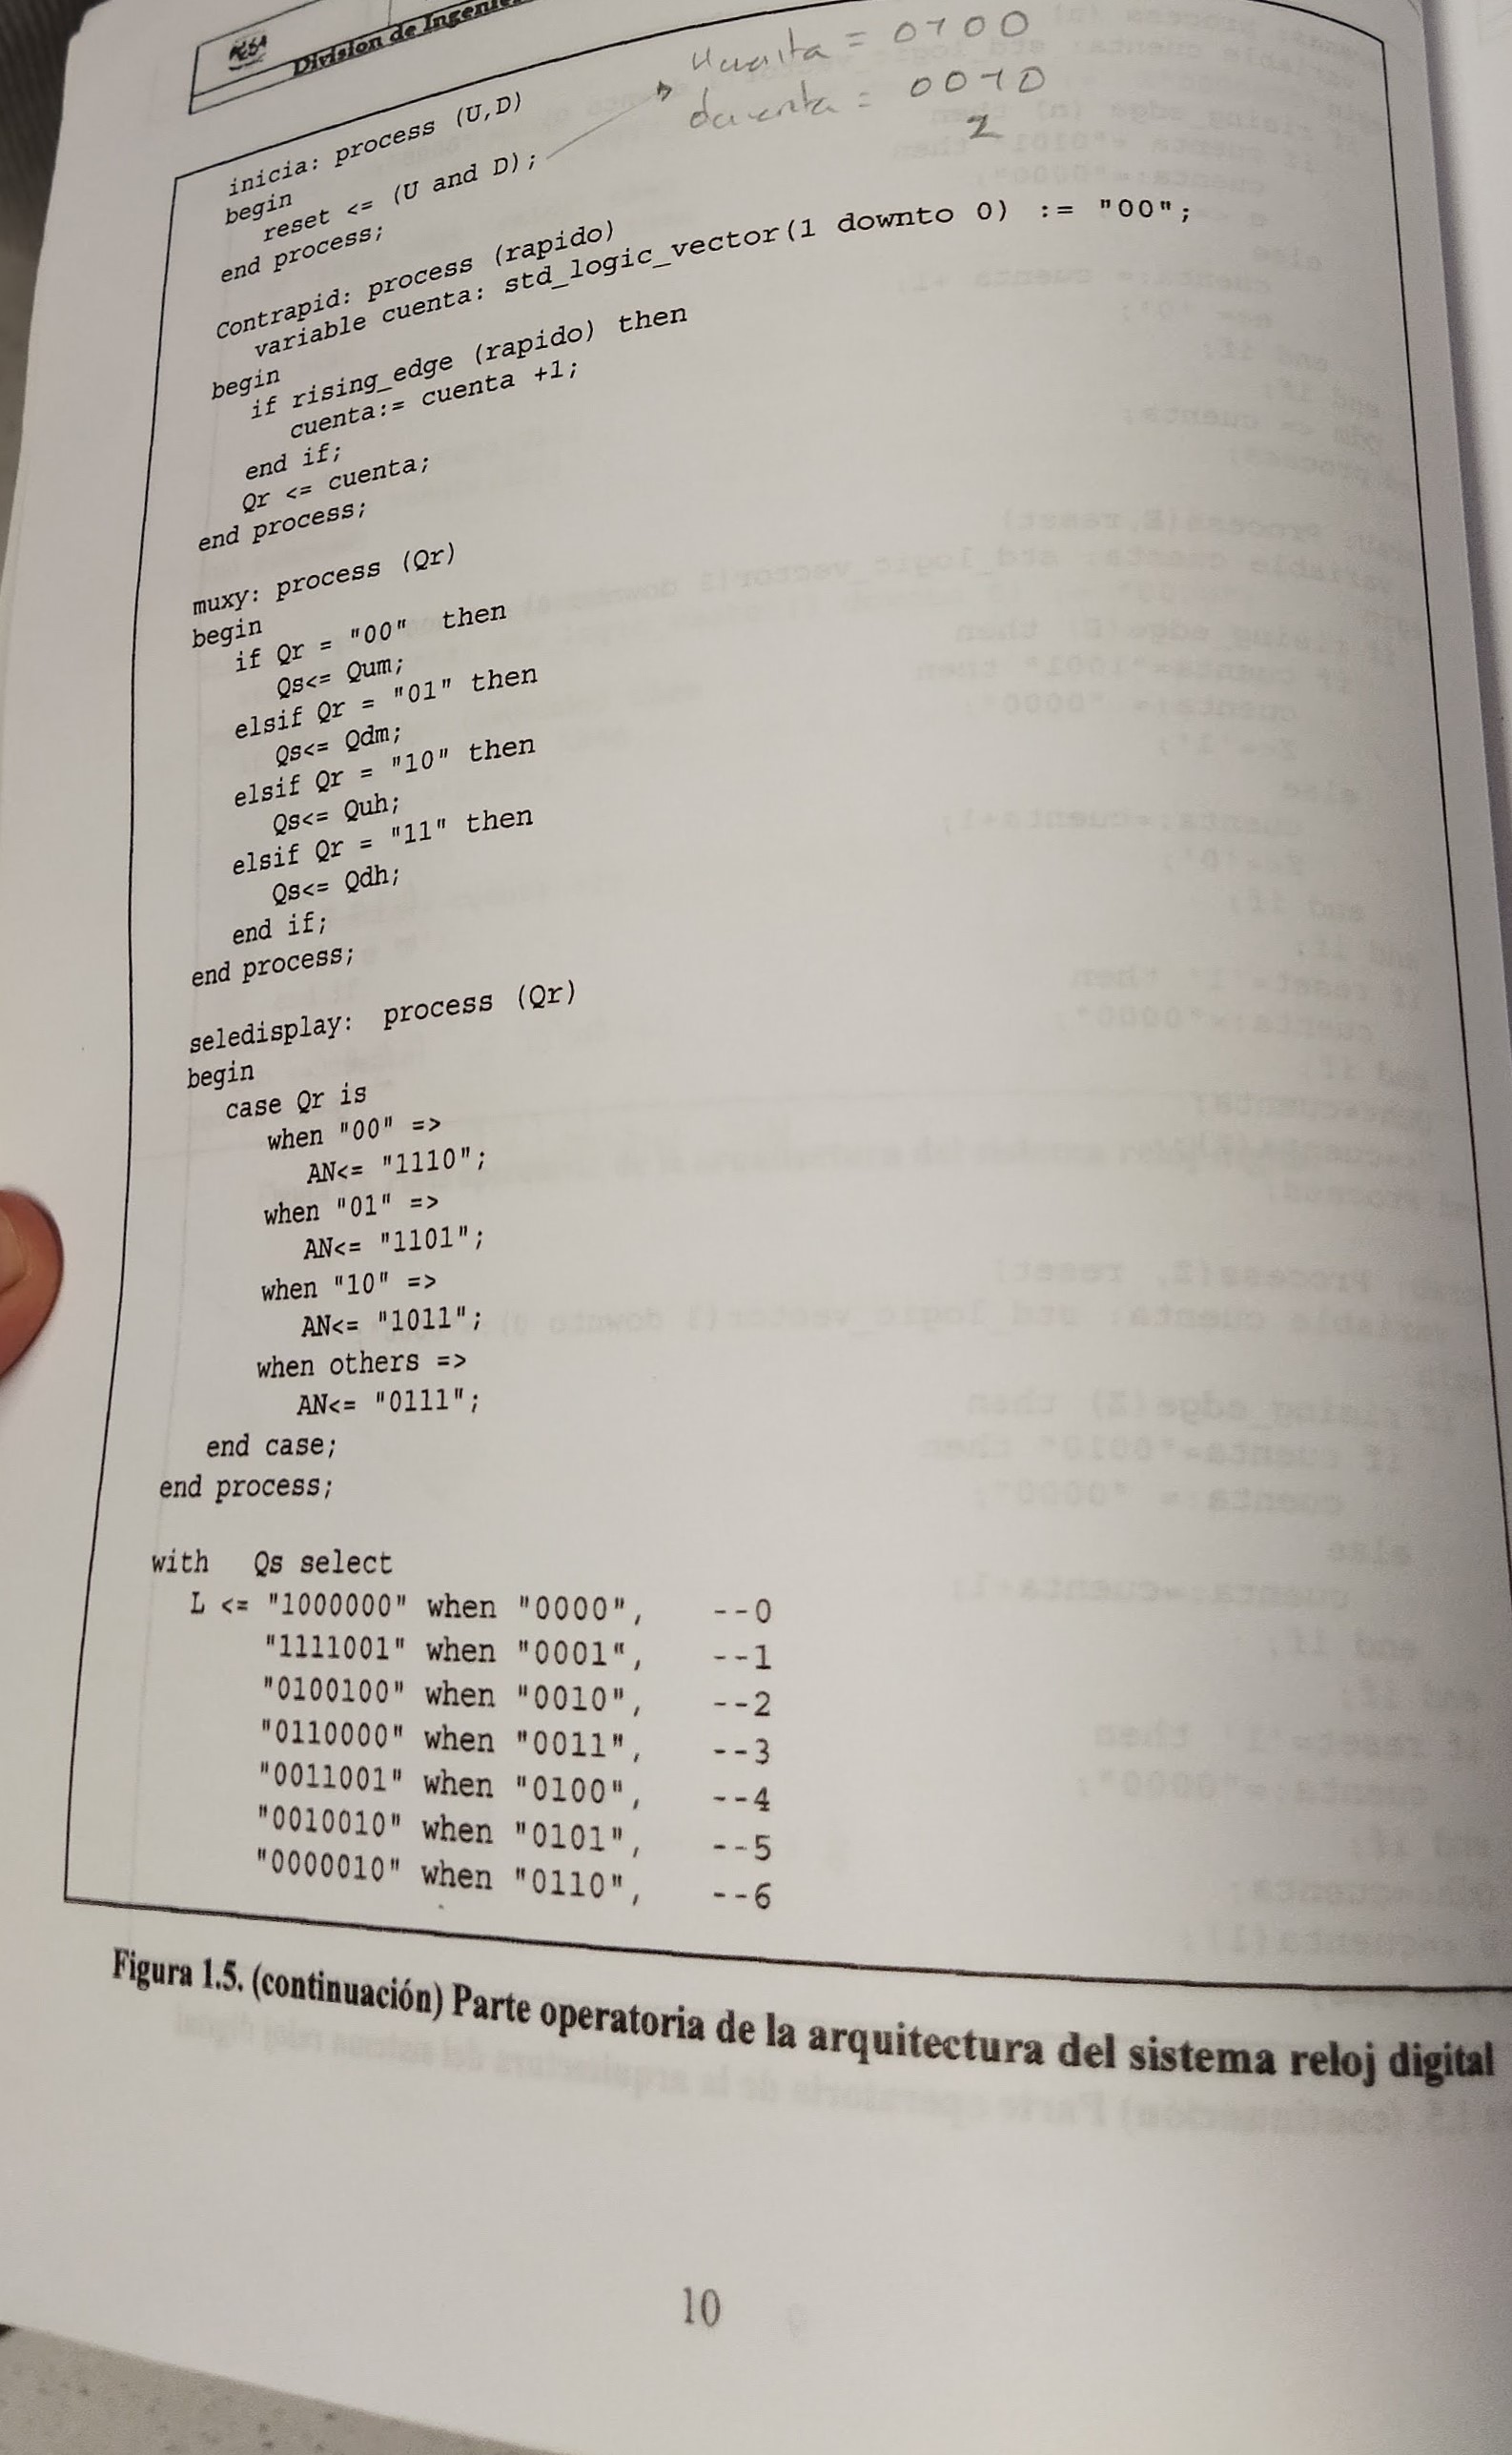 División de
ucuenta = 0100
dcuenta = 0010
2
inicia: process (U,D)
begin
reset <= (U and D);
end process;
Contrapid: process (rapido)
variable cuenta: std_logic_vector(1 downto 0) := "00";
begin
if rising_edge (rapido) then
cuenta:= cuenta +1;
end if;
Qr <= cuenta;
end process;
muxy: process (Qr)
begin
if Qr = "00" then
Qs<= Qum;
elsif Qr = "01" then
Qs<= Qdm;
elsif Qr = "10" then
Qs<= Quh;
elsif Qr = "11" then
Qs<= Qdh;
end if;
end process;
seledisplay: process (Qr)
begin
case Qr is
when "00" =>
AN<= "1110";
when "01" =>
AN<= "1101";
when "10" =>
AN<= "1011";
when others =>
AN<= "0111";
end case;
end process;
with Qs select
L <= "1000000" when "0000", --0
"1111001" when "0001", --1
"0100100" when "0010", --2
"0110000" when "0011", --3
"0011001" when "0100", --4
"0010010" when "0101", --5
"0000010" when "0110", --6
Figura 1.5. (continuación) Parte operatoria de la arquitectura del sistema reloj digital
10